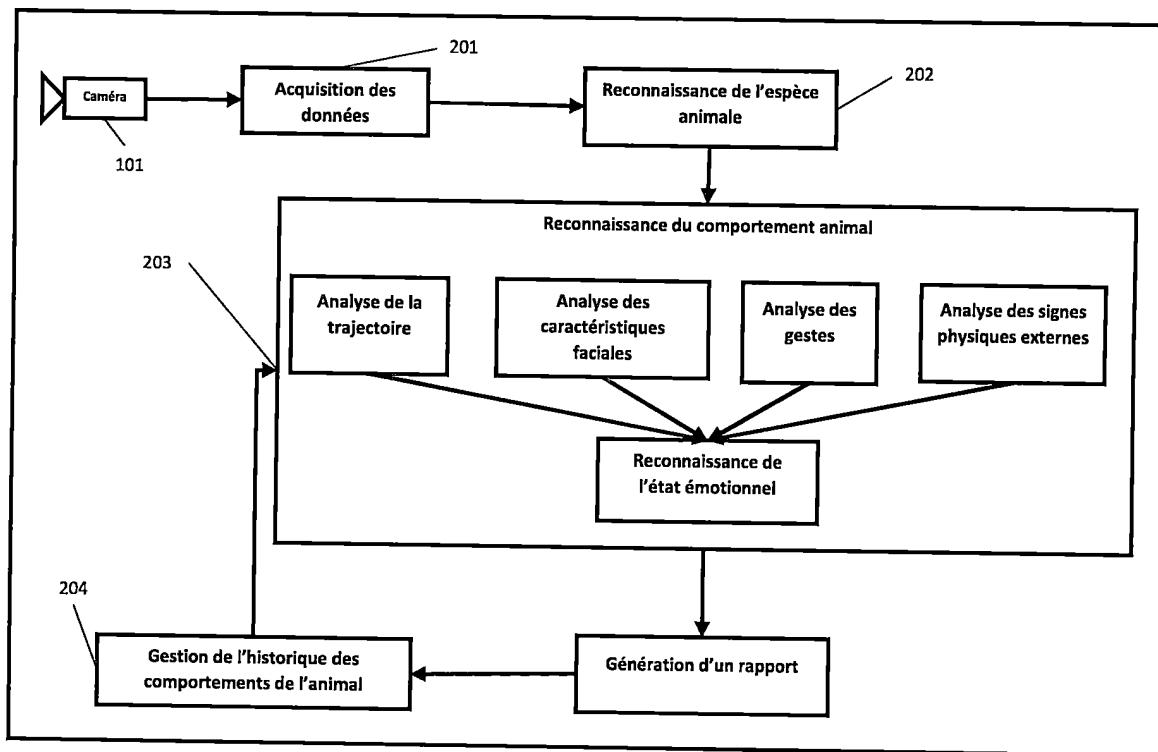 201
202
Caméra
Acquisition des
données
Reconnaissance de l'espèce
animale
101
Reconnaissance du comportement animal
203
Analyse de la
trajectoire
Analyse des
caractéristiques
faciales
Analyse des
gestes
Analyse des signes
physiques externes
Reconnaissance de
l'état émotionnel
204
Gestion de l'historique des
comportements de l'animal
Génération d'un rapport